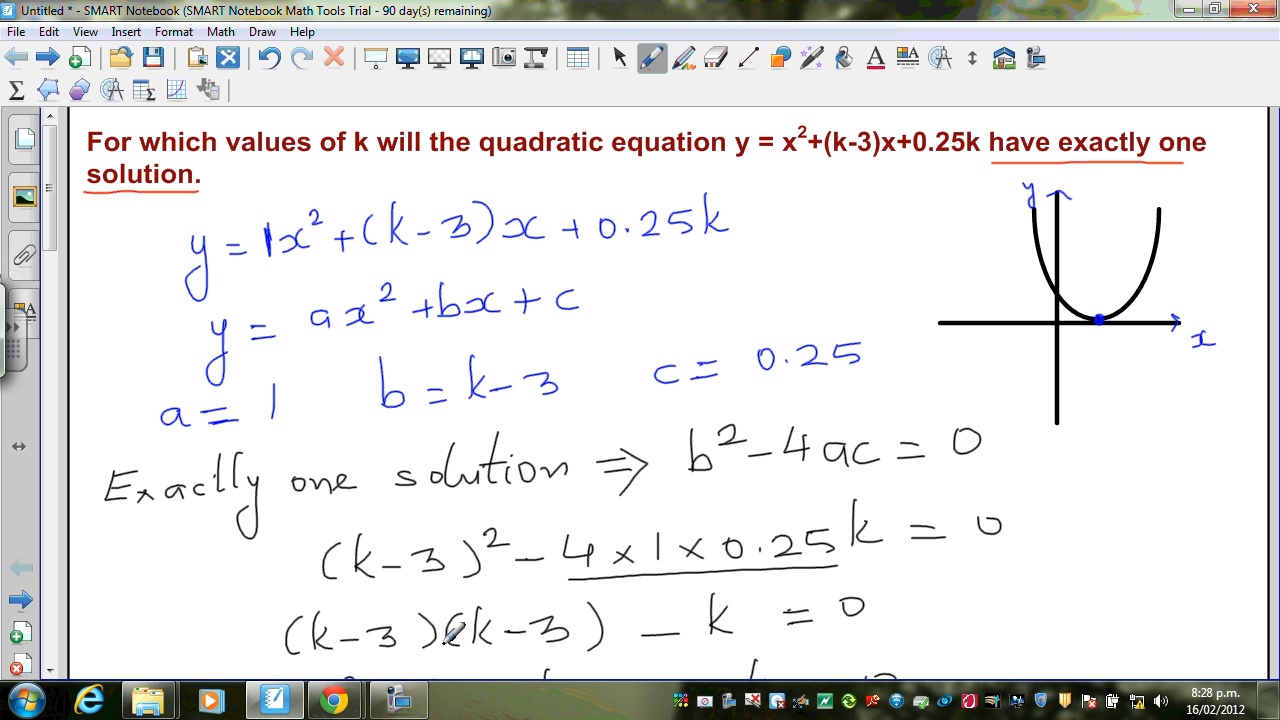 Untitled * - SMART Notebook (SMART Notebook Math Tools Trial - 90 day(s) remaining)
File Edit View Insert Format Math Draw Help
For which values of k will the quadratic equation y = x²+(k-3)x+0.25k have exactly one
solution.
y = 1x² + (k - 3)x + 0.25k
y = ax² + bx + c
a = 1 b = k - 3 c = 0.25
y
x
Exactly one solution ⇒ b² - 4ac = 0
(k - 3)² - 4 × 1 × 0.25k = 0
(k - 3)(k - 3) - k = 0
8:28 p.m.
16/02/2012